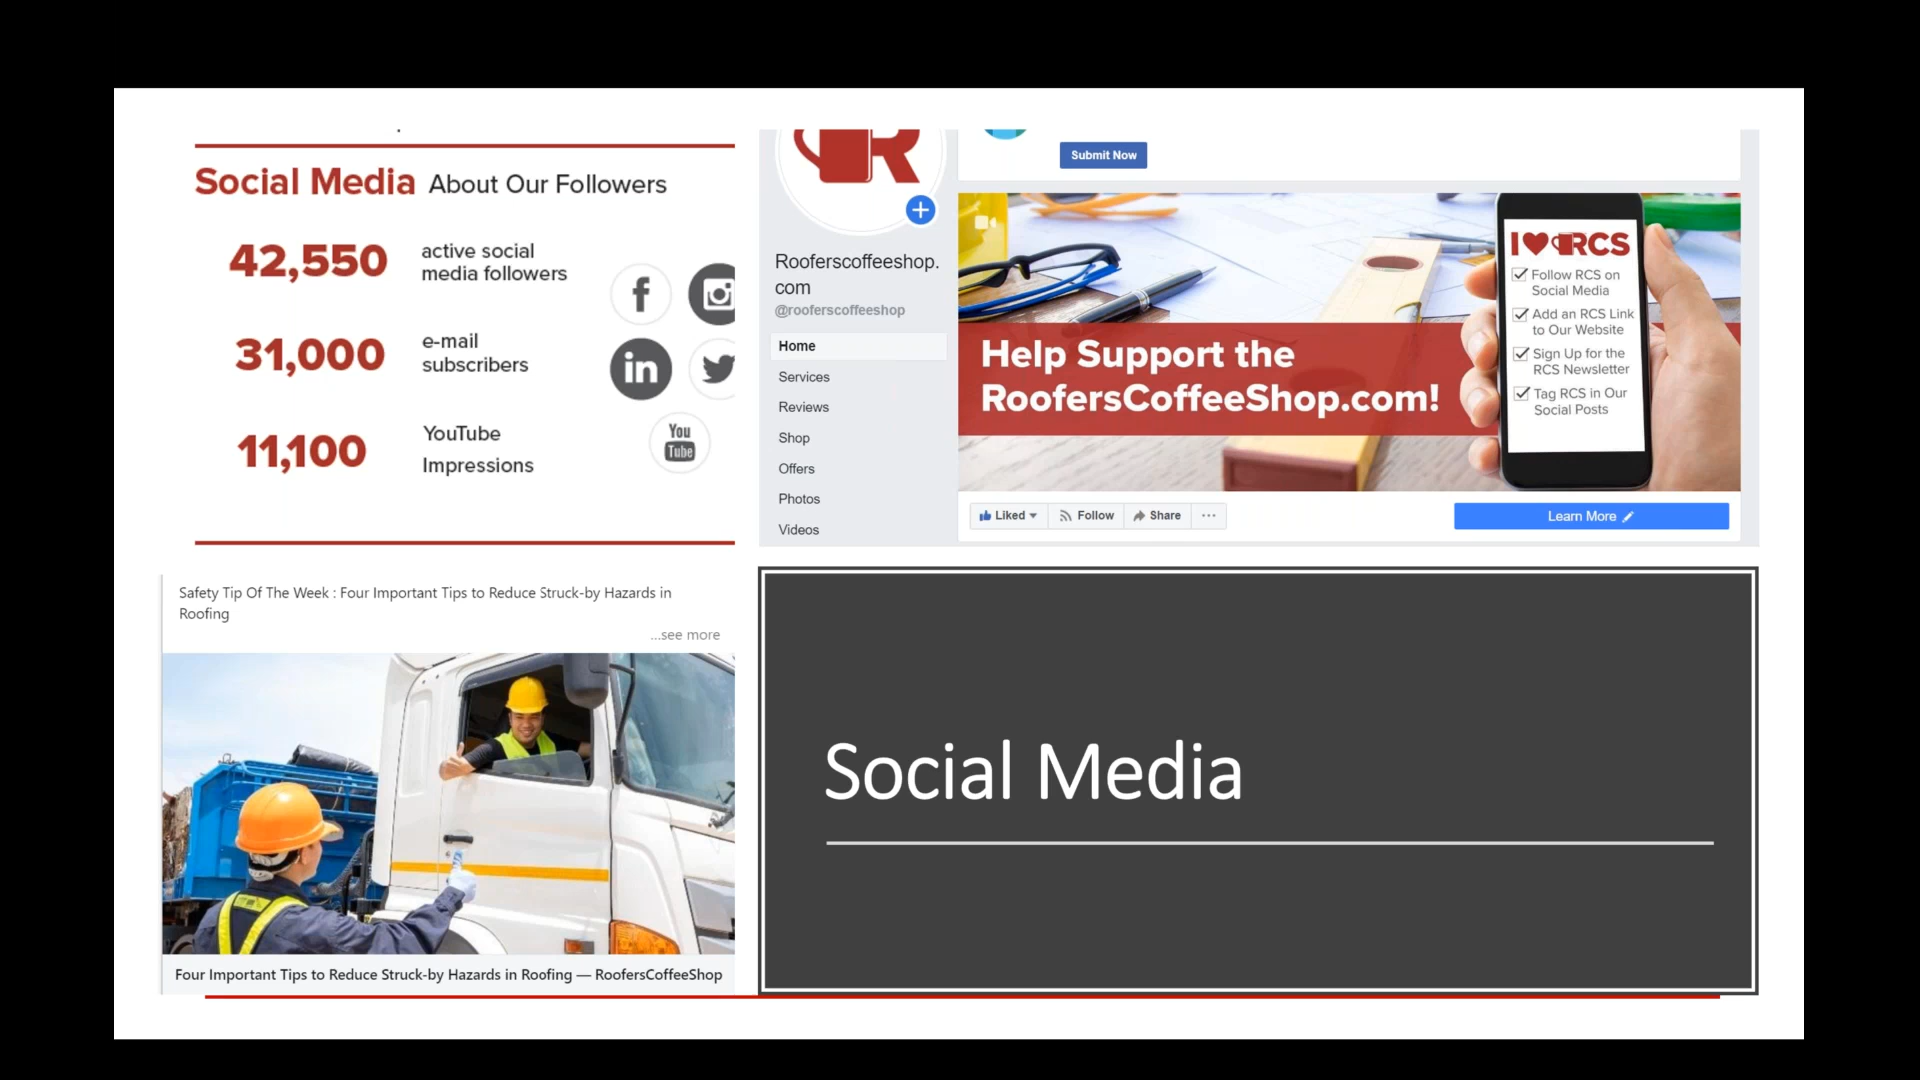 Social Media About Our Followers
42,550 active social
media followers
31,000 e-mail
subscribers
11,100 YouTube
Impressions
f
in
You
Tube
R
Submit Now
Rooferscoffeeshop.
com
@rooferscoffeeshop
Home
Services
Reviews
Shop
Offers
Photos
Videos
Help Support the
RoofersCoffeeShop.com!
I RCS
Follow RCS on
Social Media
Add an RCS Link
to Our Website
Sign Up for the
RCS Newsletter
Tag RCS in Our
Social Posts
Liked Follow Share ...
Learn More
Safety Tip Of The Week : Four Important Tips to Reduce Struck-by Hazards in
Roofing
...see more
Four Important Tips to Reduce Struck-by Hazards in Roofing — RoofersCoffeeShop
Social Media